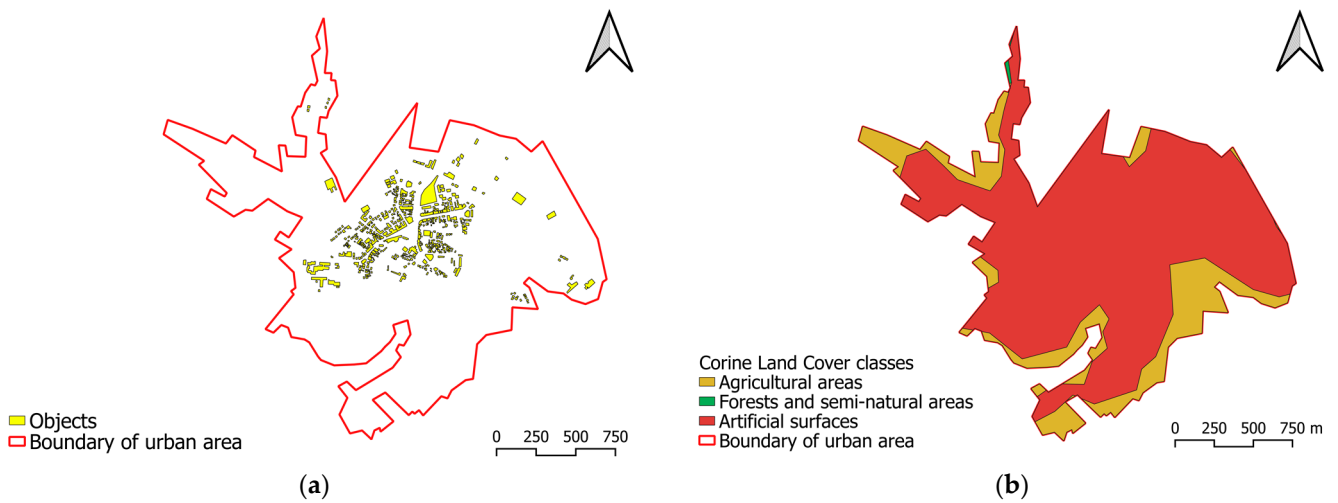 Objects
Boundary of urban area
0 250 500 750
(a)
Corine Land Cover classes
Agricultural areas
Forests and semi-natural areas
Artificial surfaces
Boundary of urban area
0 250 500 750 m
(b)